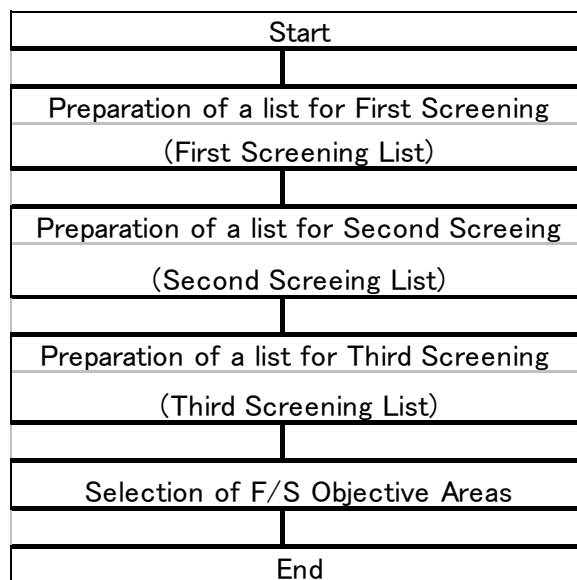 Start
Preparation of a list for First Screening
(First Screening List)
Preparation of a list for Second Screeing
(Second Screeing List)
Preparation of a list for Third Screening
(Third Screening List)
Selection of F/S Objective Areas
End